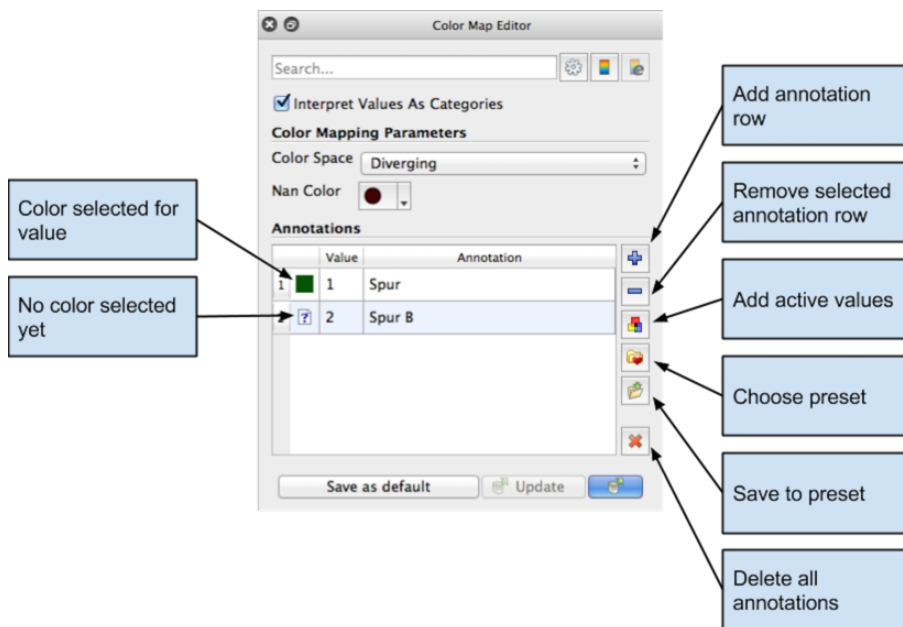 Color Map Editor
Search...
Interpret Values As Categories
Color Mapping Parameters
Color Space Diverging
Nan Color
Annotations
Value Annotation
1 1 Spur
? 2 Spur B
Save as default Update
Color selected for
value
No color selected
yet
Add annotation
row
Remove selected
annotation row
Add active values
Choose preset
Save to preset
Delete all
annotations